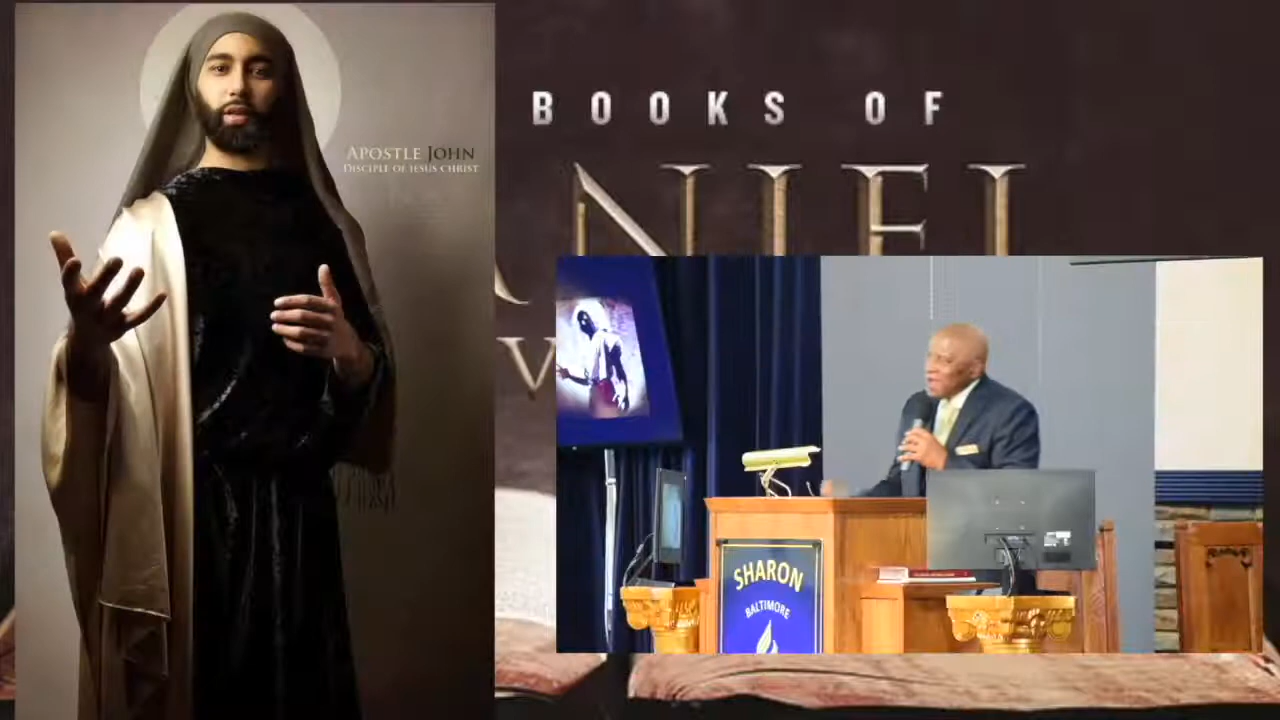 APOSTLE JOHN
DISCIPLE OF JESUS CHRIST
BOOKS OF
SHARON
BALTIMORE